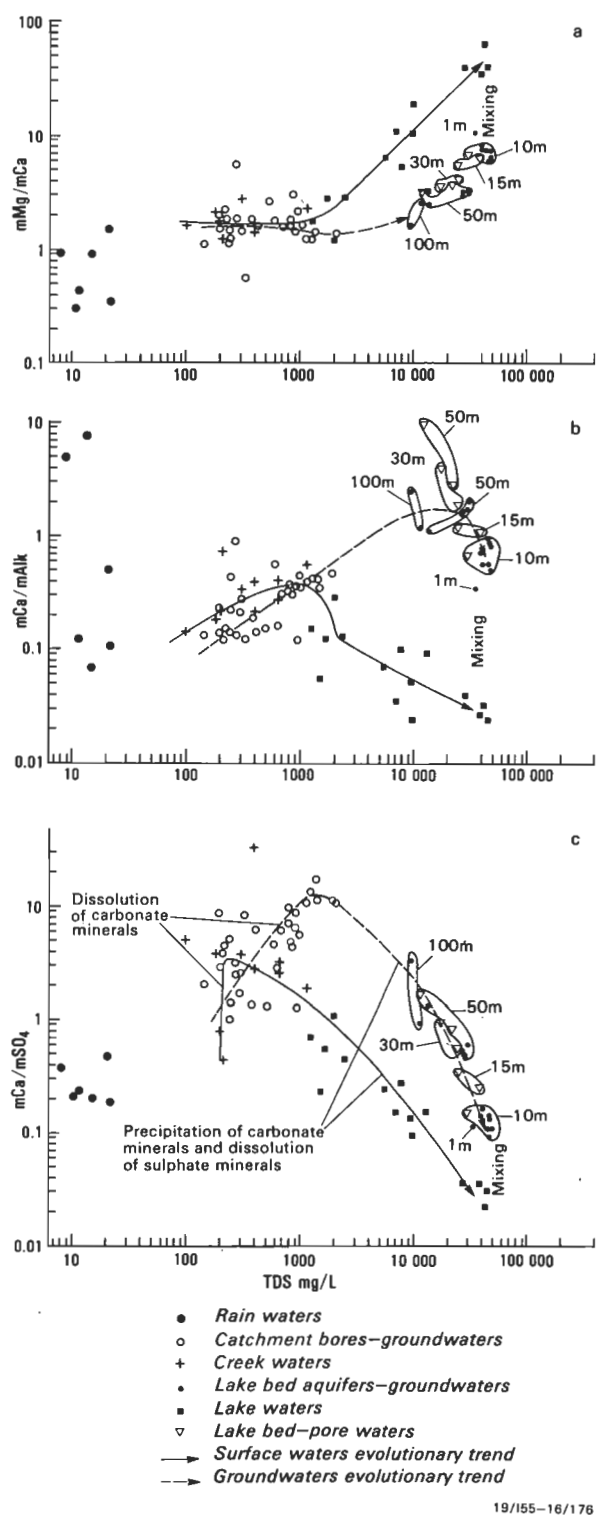 a
100
10
1
0.1
mMg/mCa
10
100
1000
10 000
100 000
1m
Mixing
10m
30m
15m
50m
100m
b
10
1
0.1
0.01
mCa/mAlk
10
100
1000
10 000
100 000
50m
30m
100m
50m
15m
10m
1m
Mixing
c
10
1
0.1
0.01
mCa/mSO4
Dissolution
of carbonate
minerals
100m
50m
30m
15m
10m
1m
Mixing
Precipitation of carbonate
minerals and dissolution
of sulphate minerals
10
100
1000
10 000
100 000
TDS mg/L
Rain waters
Catchment bores–groundwaters
Creek waters
Lake bed aquifers–groundwaters
Lake waters
Lake bed–pore waters
Surface waters evolutionary trend
Groundwaters evolutionary trend
19/I55-16/176